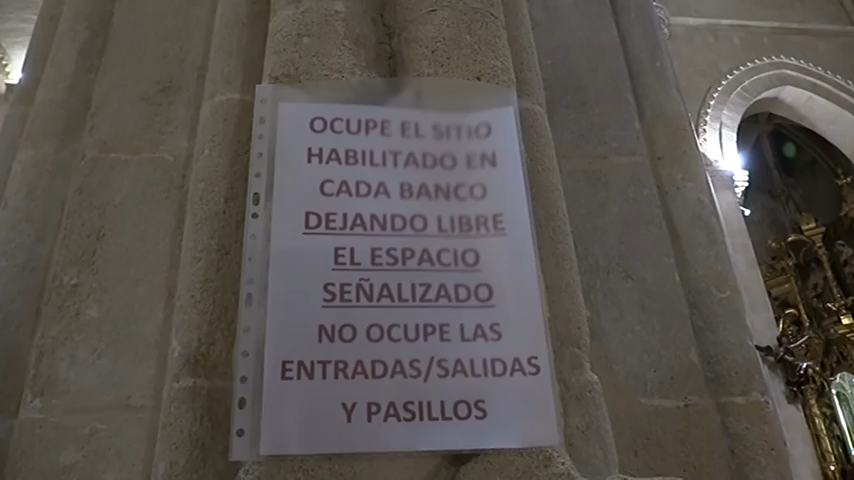 OCUPE EL SITIO
HABILITADO EN
CADA BANCO
DEJANDO LIBRE
EL ESPACIO
SEÑALIZADO
NO OCUPE LAS
ENTRADAS/SALIDAS
Y PASILLOS